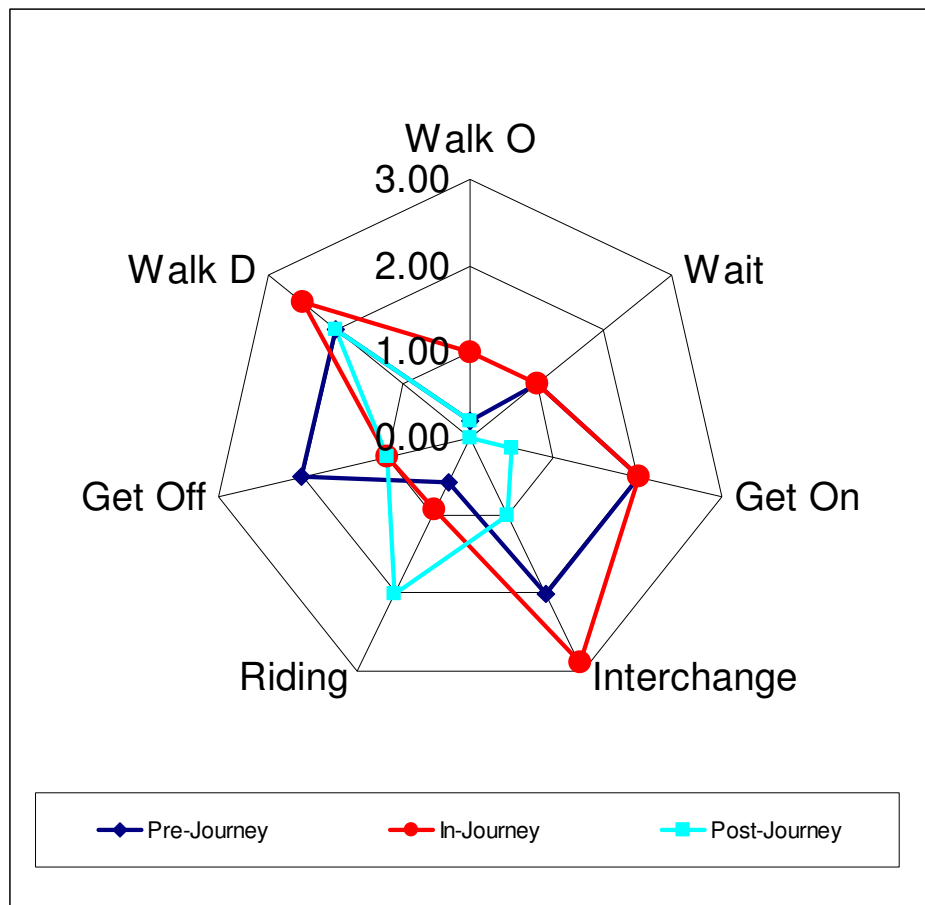 Walk O
3.00
Walk D
2.00
Wait
1.00
0.00
Get Off
Get On
Riding
Interchange
Pre-Journey
In-Journey
Post-Journey